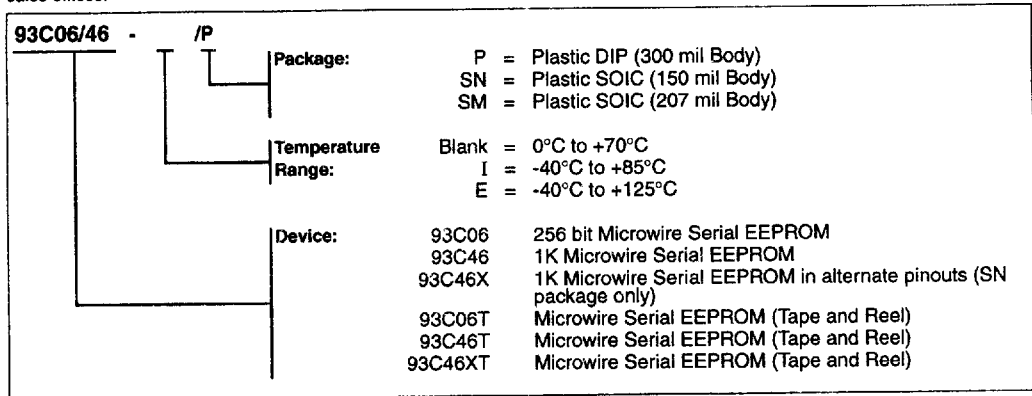 93C06/46 - /P
Package: P = Plastic DIP (300 mil Body)
SN = Plastic SOIC (150 mil Body)
SM = Plastic SOIC (207 mil Body)
Temperature Blank = 0°C to +70°C
Range: I = -40°C to +85°C
E = -40°C to +125°C
Device: 93C06 256 bit Microwire Serial EEPROM
93C46 1K Microwire Serial EEPROM
93C46X 1K Microwire Serial EEPROM in alternate pinouts (SN
package only)
93C06T Microwire Serial EEPROM (Tape and Reel)
93C46T Microwire Serial EEPROM (Tape and Reel)
93C46XT Microwire Serial EEPROM (Tape and Reel)